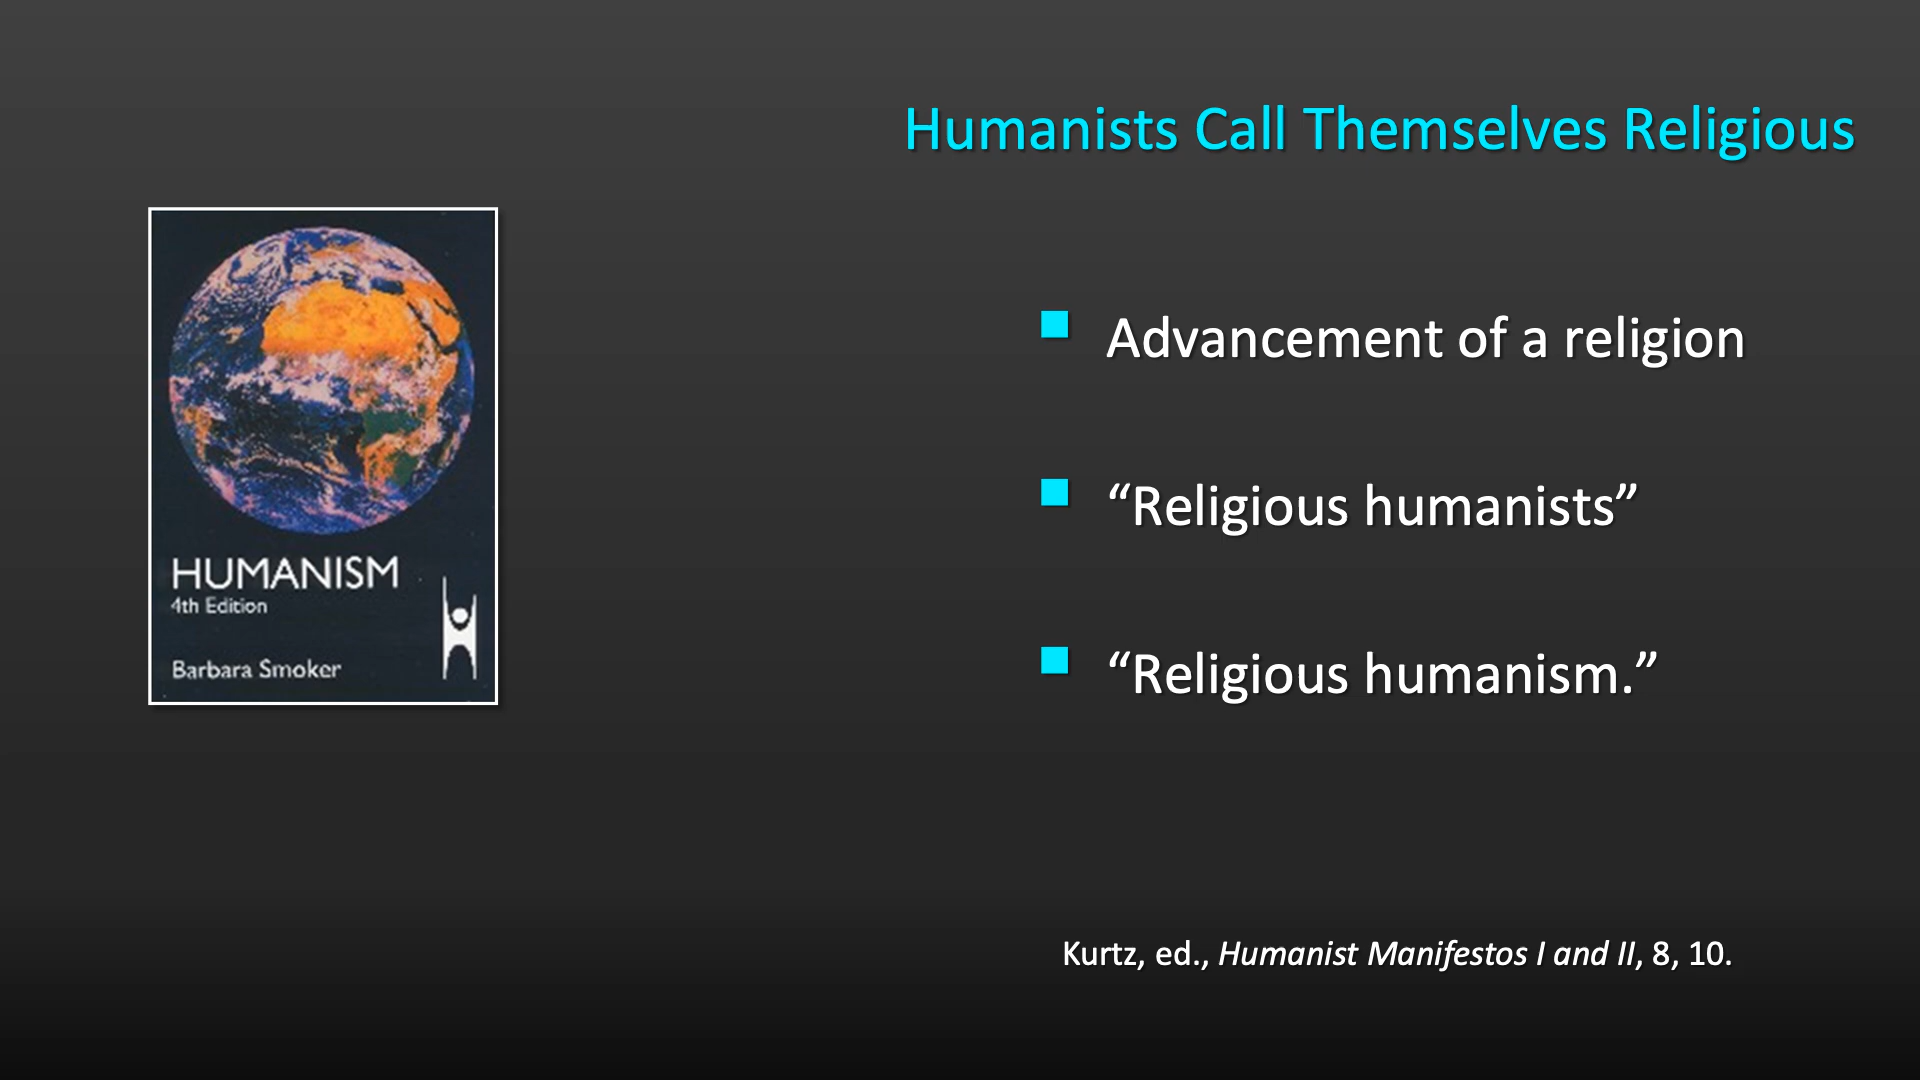 Humanists Call Themselves Religious
HUMANISM
4th Edition
Barbara Smoker
Advancement of a religion
“Religious humanists”
“Religious humanism.”
Kurtz, ed., Humanist Manifestos I and II, 8, 10.